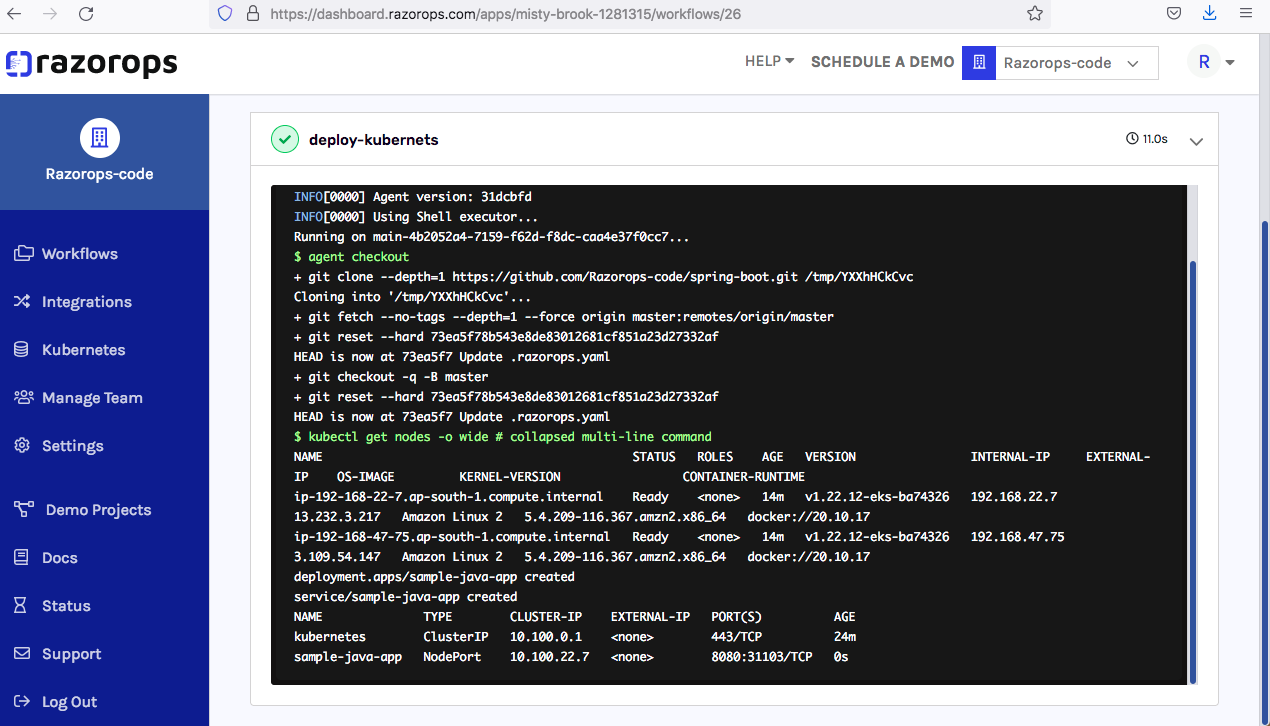 https://dashboard.razorops.com/apps/misty-brook-1281315/workflows/26
razorops
HELP
SCHEDULE A DEMO
Razorops-code
R
Razorops-code
Workflows
Integrations
Kubernetes
Manage Team
Settings
Demo Projects
Docs
Status
Support
Log Out
deploy-kubernets
11.0s
INFO[0000] Agent version: 31dcbfd
INFO[0000] Using Shell executor...
Running on main-4b2052a4-7159-f62d-f8dc-caa4e37f0cc7...
$ agent checkout
+ git clone --depth=1 https://github.com/Razorops-code/spring-boot.git /tmp/YXXhHCkCvc
Cloning into '/tmp/YXXhHCkCvc'...
+ git fetch --no-tags --depth=1 --force origin master:remotes/origin/master
+ git reset --hard 73ea5f78b543e8de83012681cf851a23d27332af
HEAD is now at 73ea5f7 Update .razorops.yaml
+ git checkout -q -B master
+ git reset --hard 73ea5f78b543e8de83012681cf851a23d27332af
HEAD is now at 73ea5f7 Update .razorops.yaml
$ kubectl get nodes -o wide # collapsed multi-line command
NAME STATUS ROLES AGE VERSION INTERNAL-IP EXTERNAL-
IP OS-IMAGE KERNEL-VERSION CONTAINER-RUNTIME
ip-192-168-22-7.ap-south-1.compute.internal Ready <none> 14m v1.22.12-eks-ba74326 192.168.22.7
13.232.3.217 Amazon Linux 2 5.4.209-116.367.amzn2.x86_64 docker://20.10.17
ip-192-168-47-75.ap-south-1.compute.internal Ready <none> 14m v1.22.12-eks-ba74326 192.168.47.75
3.109.54.147 Amazon Linux 2 5.4.209-116.367.amzn2.x86_64 docker://20.10.17
deployment.apps/sample-java-app created
service/sample-java-app created
NAME TYPE CLUSTER-IP EXTERNAL-IP PORT(S) AGE
kubernetes ClusterIP 10.100.0.1 <none> 443/TCP 24m
sample-java-app NodePort 10.100.22.7 <none> 8080:31103/TCP 0s